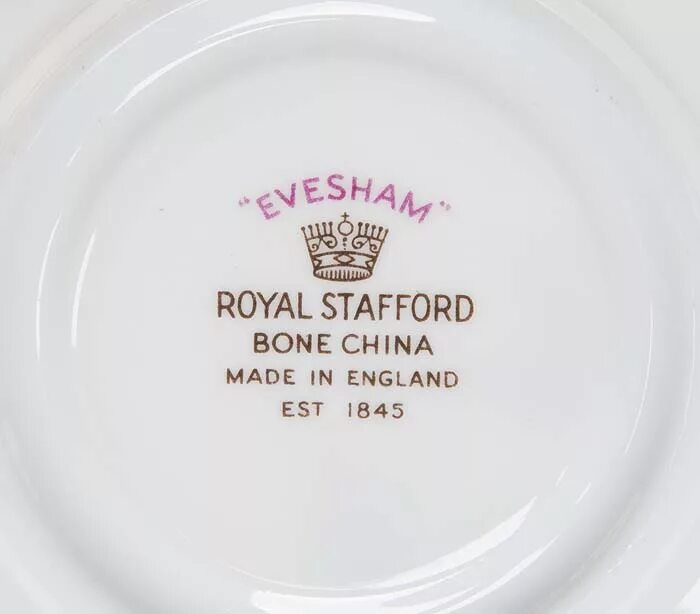 "EVESHAM"
ROYAL STAFFORD
BONE CHINA
MADE IN ENGLAND
EST 1845